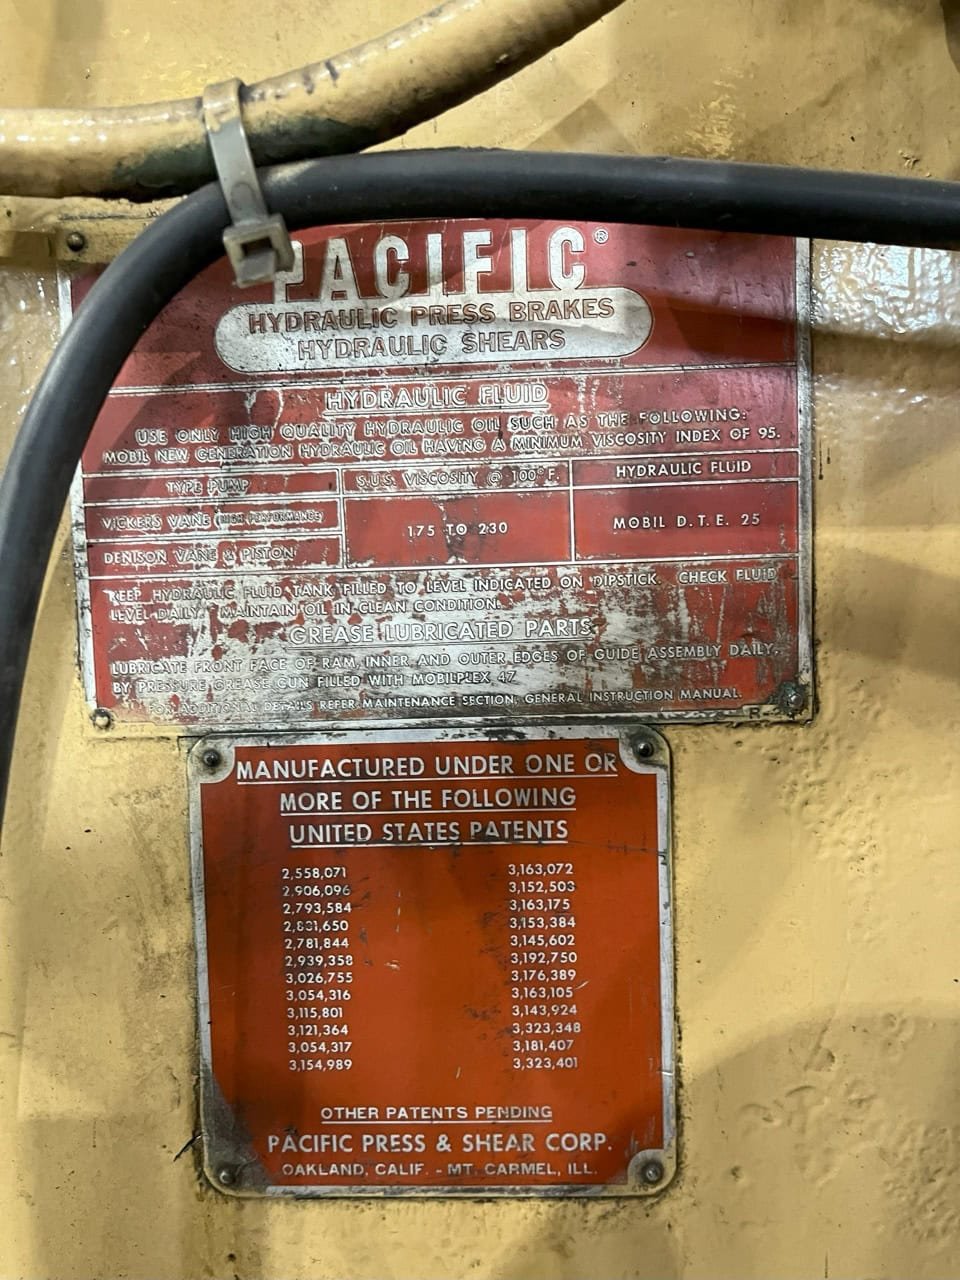 PACIFIC®
HYDRAULIC PRESS BRAKES
HYDRAULIC SHEARS
HYDRAULIC FLUID
USE ONLY HIGH QUALITY HYDRAULIC OIL SUCH AS THE FOLLOWING:
MOBIL NEW GENERATION HYDRAULIC OIL HAVING A MINIMUM VISCOSITY INDEX OF 95.
TYPE PUMP S.U.S. VISCOSITY @ 100°F. HYDRAULIC FLUID
VICKERS VANE (HIGH PERFORMANCE) 175 TO 230 MOBIL D.T.E. 25
DENISON VANE & PISTON
KEEP HYDRAULIC FLUID TANK FILLED TO LEVEL INDICATED ON DIPSTICK. CHECK FLUID
LEVEL DAILY. MAINTAIN OIL IN CLEAN CONDITION.
GREASE LUBRICATED PARTS
LUBRICATE FRONT FACE OF RAM, INNER AND OUTER EDGES OF GUIDE ASSEMBLY DAILY,
BY PRESSURE GREASE GUN FILLED WITH MOBILPLEX 47
FOR ADDITIONAL DETAILS REFER MAINTENANCE SECTION, GENERAL INSTRUCTION MANUAL.
MANUFACTURED UNDER ONE OR
MORE OF THE FOLLOWING
UNITED STATES PATENTS
2,558,071 3,163,072
2,906,096 3,152,503
2,793,584 3,163,175
2,831,650 3,153,384
2,781,844 3,145,602
2,939,358 3,192,750
3,026,755 3,176,389
3,054,316 3,163,105
3,115,801 3,143,924
3,121,364 3,323,348
3,054,317 3,181,407
3,154,989 3,323,401
OTHER PATENTS PENDING
PACIFIC PRESS & SHEAR CORP.
OAKLAND, CALIF. - MT. CARMEL, ILL.